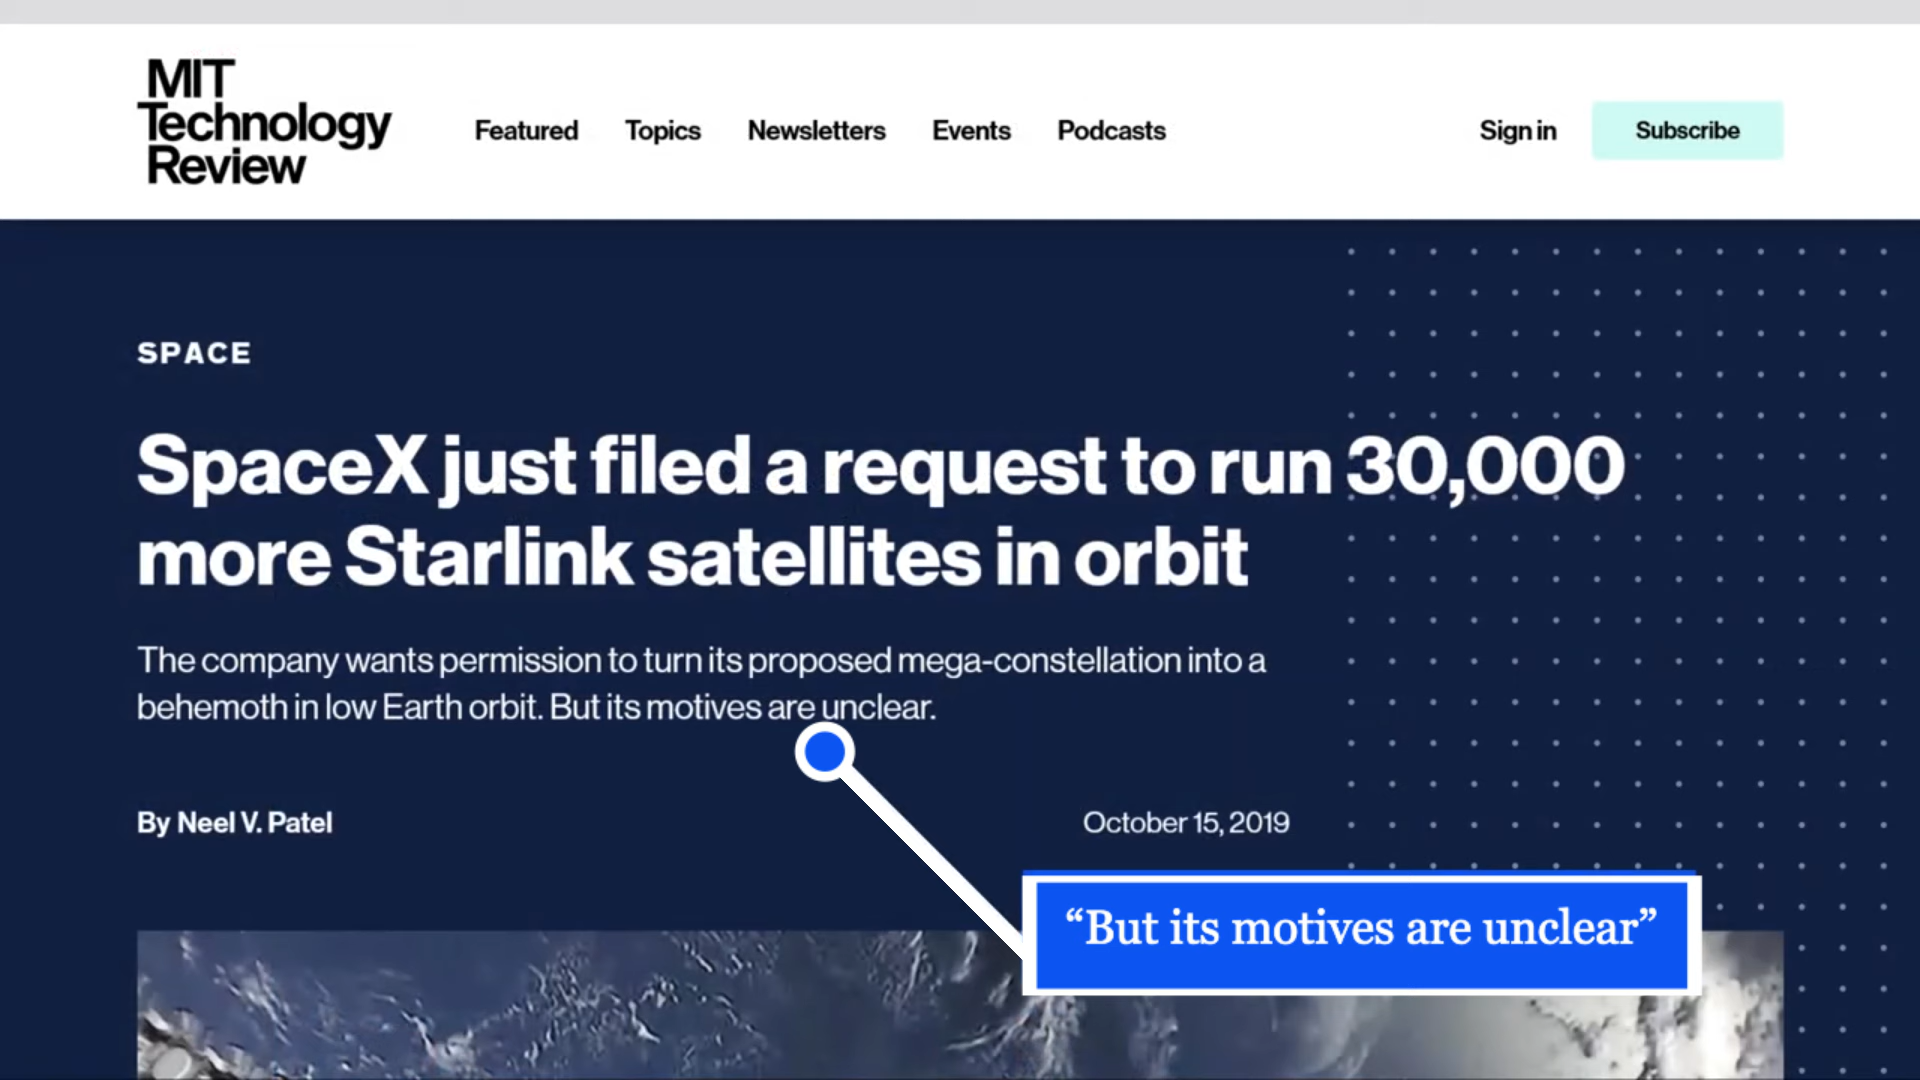 MIT
Technology
Review
Featured Topics Newsletters Events Podcasts Sign in Subscribe
SPACE
SpaceX just filed a request to run 30,000
more Starlink satellites in orbit
The company wants permission to turn its proposed mega-constellation into a
behemoth in low Earth orbit. But its motives are unclear.
By Neel V. Patel October 15, 2019
“But its motives are unclear”